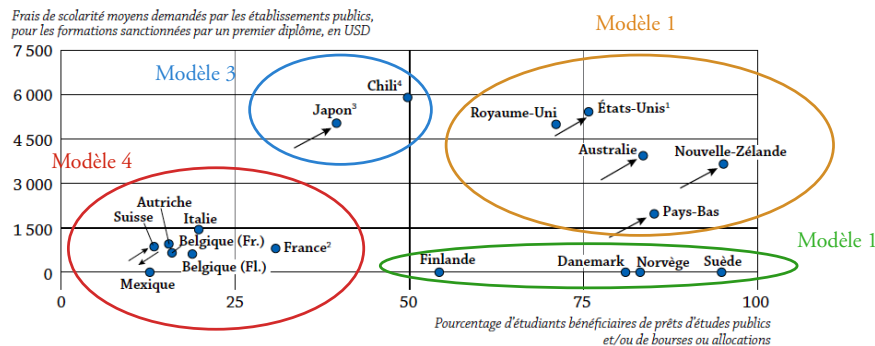 Frais de scolarité moyens demandés par les établissements publics,
pour les formations sanctionnées par un premier diplôme, en USD
Modèle 1
7 500
Modèle 3
Chili⁴
6 000
Japon³
Royaume-Uni
États-Unis¹
4 500
Australie
Nouvelle-Zélande
Modèle 4
3 000
Autriche
Suisse
Italie
Pays-Bas
1 500
Belgique (Fr.)
France²
Modèle 1
Belgique (Fl.)
Finlande
Danemark
Norvège
Suède
0
Mexique
0
25
50
75
100
Pourcentage d'étudiants bénéficiaires de prêts d'études publics
et/ou de bourses ou allocations